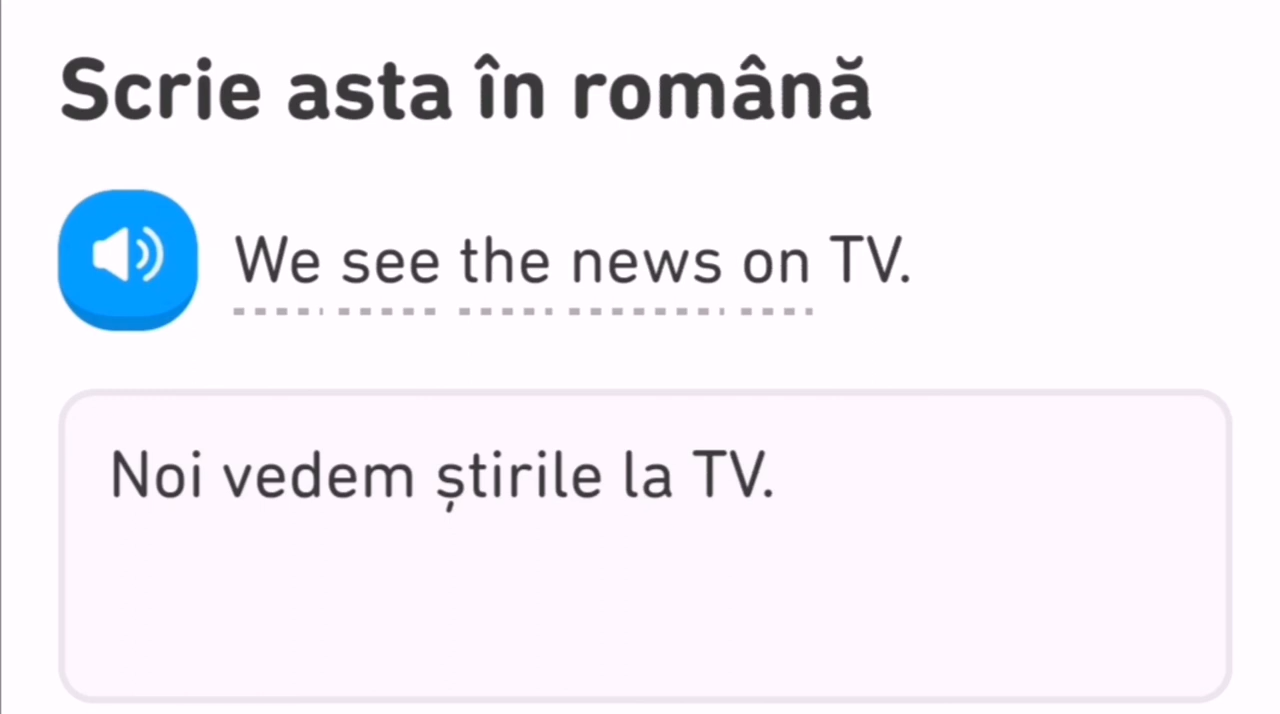 Scrie asta în română
We see the news on TV.
Noi vedem știrile la TV.